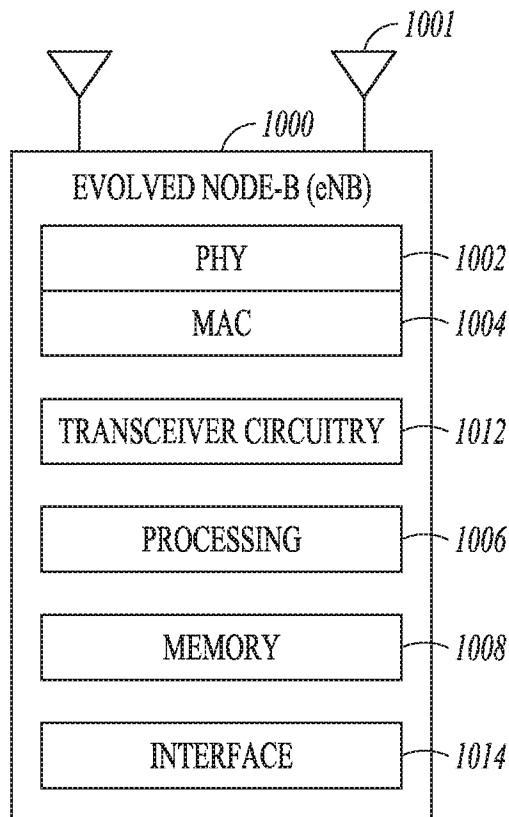 1001
1000
EVOLVED NODE-B (eNB)
PHY
1002
MAC
1004
TRANSCEIVER CIRCUITRY
1012
PROCESSING
1006
MEMORY
1008
INTERFACE
1014